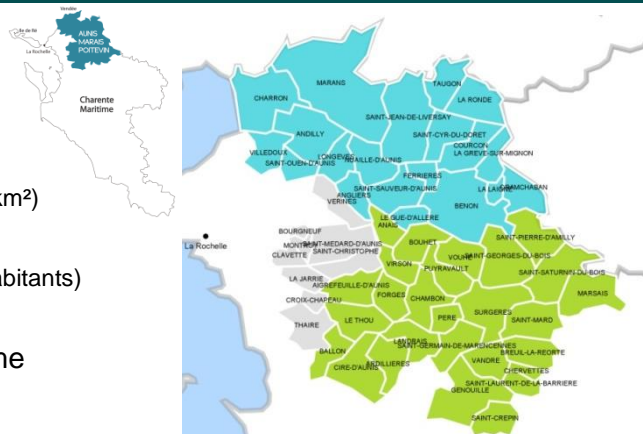 Vendée
Ile de Ré
La Rochelle
AUNIS
MARAIS
POITEVIN
Charente
Maritime
km²)
abitants)
ne
MARANS
TAUGON
CHARRON
LA RONDE
SAINT-JEAN-DE-LIVERSAY
ANDILLY
SAINT-CYR-DU-DORET
COURCON
VILLEDOUX
LONGEVES
NUAILLE-D'AUNIS
LA GREVE-SUR-MIGNON
SAINT-OUEN-D'AUNIS
FERRIERES
SAINT-SAUVEUR-D'AUNIS
LA LAIGNE
CRAMCHABAN
ANGLIERS
VERINES
BENON
LE GUE-D'ALLERE
ANAIS
BOURGNEUF
La Rochelle
MONTROY
SAINT-MEDARD-D'AUNIS
SAINT-CHRISTOPHE
CLAVETTE
BOUHET
SAINT-PIERRE-D'AMILLY
VOUHE
SAINT-GEORGES-DU-BOIS
VIRSON
PUYRAVAULT
SAINT-SATURNIN-DU-BOIS
LA JARRIE
AIGREFEUILLE-D'AUNIS
MARSAIS
CROIX-CHAPEAU
FORGES
CHAMBON
THAIRE
LE THOU
PERE
SURGERES
SAINT-MARD
LANDRAIS
SAINT-GERMAIN-DE-MARENCENNES
BALLON
BREUIL-LA-REORTE
CIRE-D'AUNIS
ARDILLIERES
VANDRE
CHERVETTES
SAINT-LAURENT-DE-LA-BARRIERE
GENOUILLE
SAINT-CREPIN